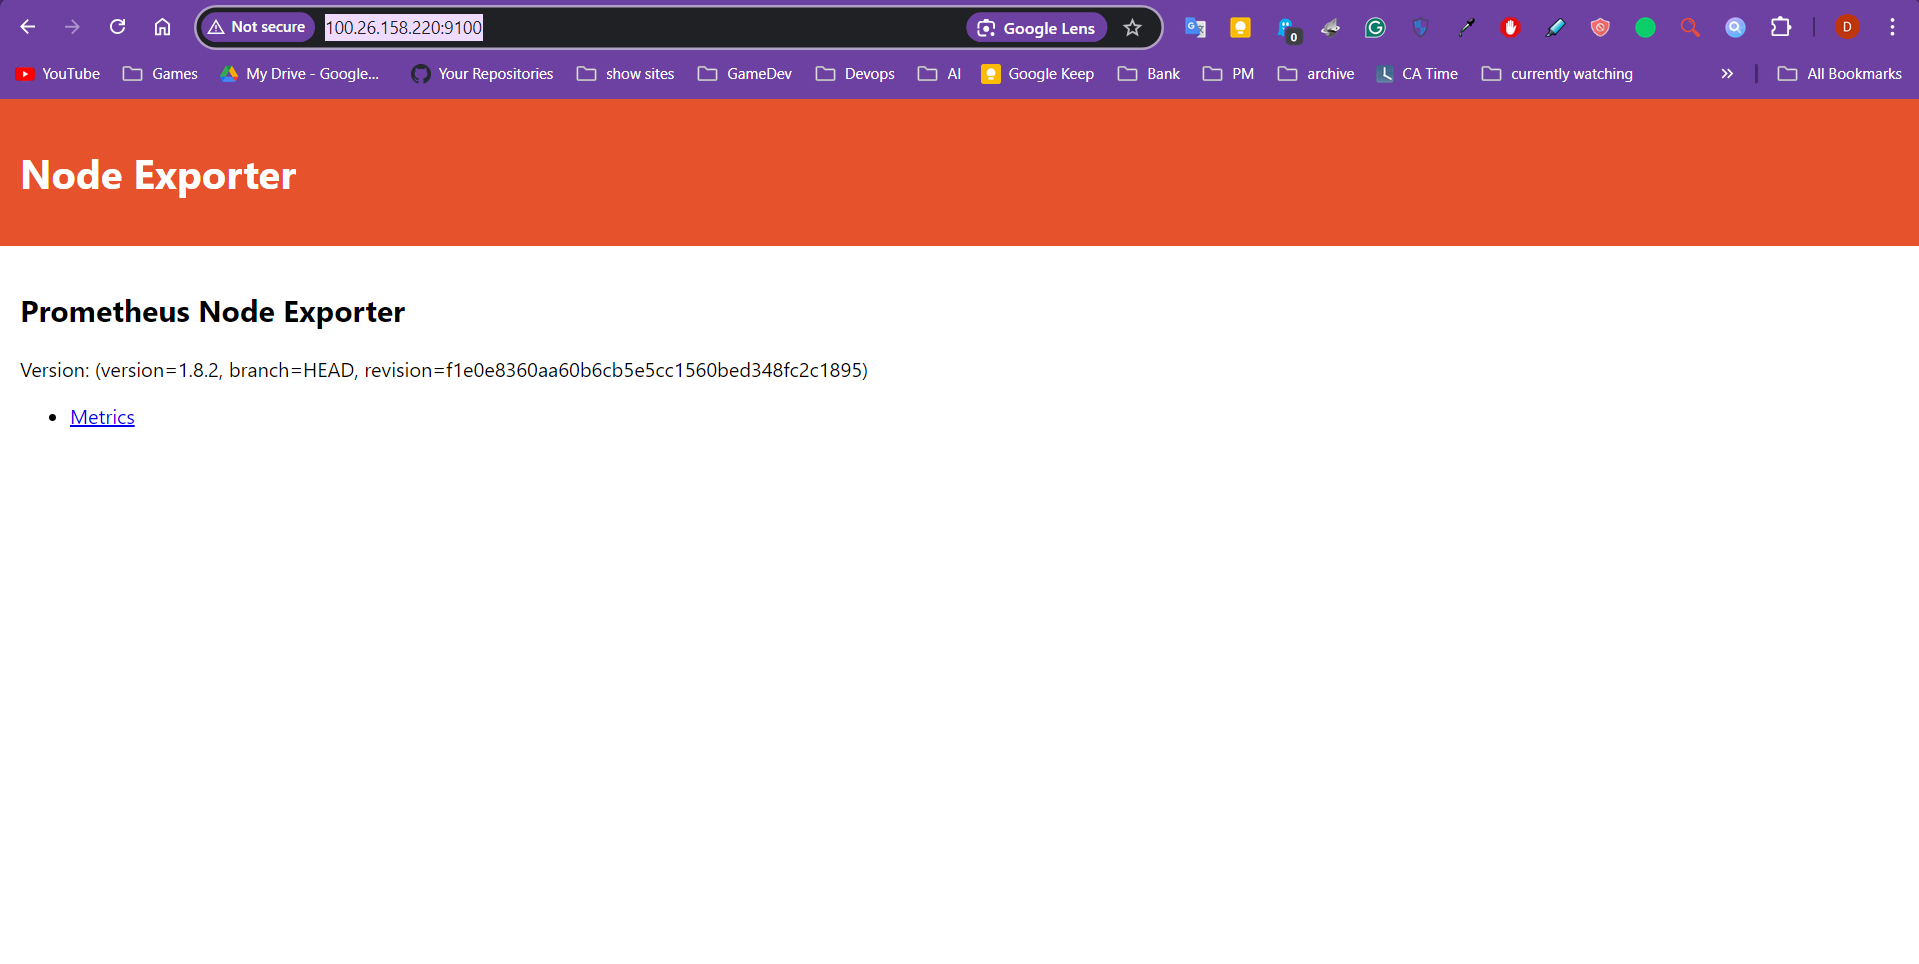 Not secure 100.26.158.220:9100 Google Lens 0 D
YouTube Games My Drive - Google... Your Repositories show sites GameDev Devops AI Google Keep Bank PM archive CA Time currently watching » All Bookmarks
Node Exporter
Prometheus Node Exporter
Version: (version=1.8.2, branch=HEAD, revision=f1e0e8360aa60b6cb5e5cc1560bed348fc2c1895)
• Metrics